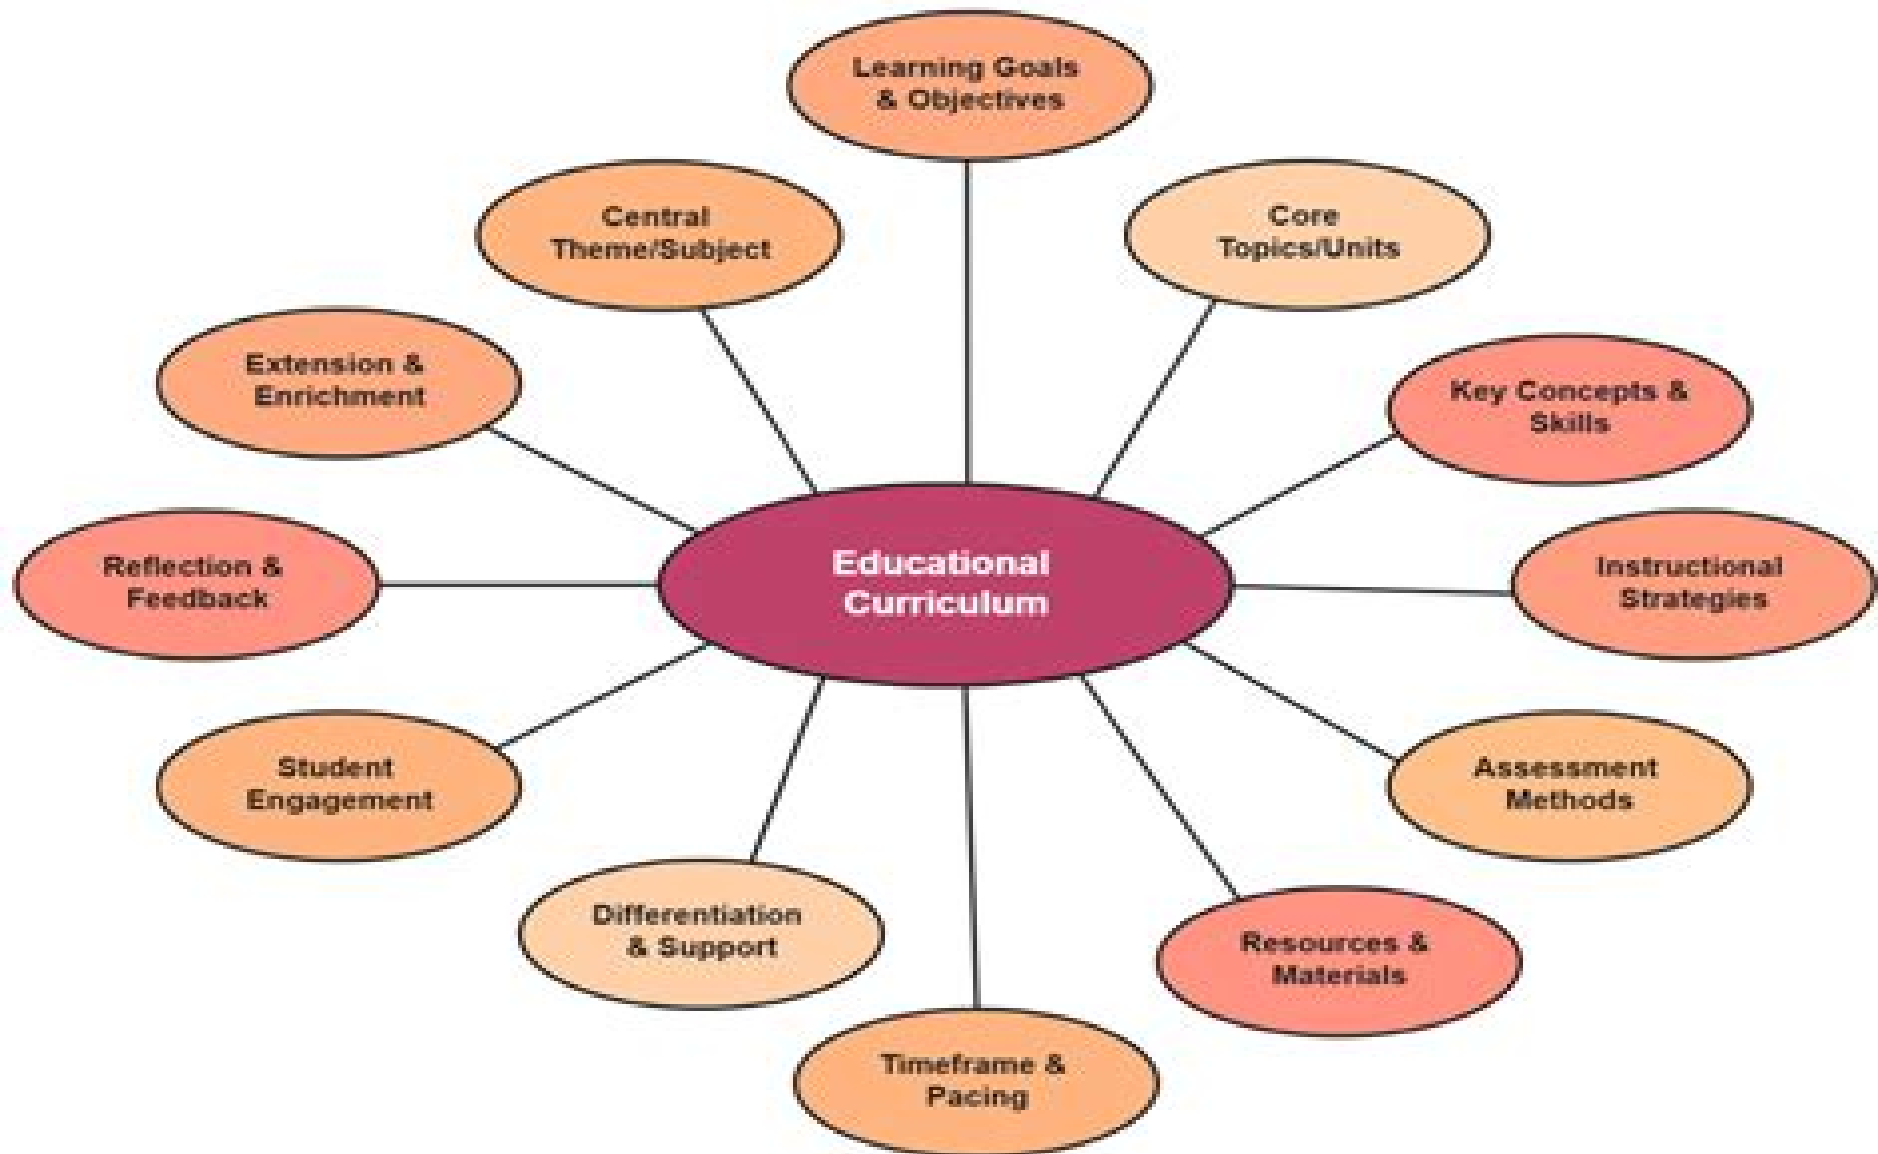 Learning Goals
& Objectives
Central
Theme/Subject
Core
Topics/Units
Extension &
Enrichment
Key Concepts &
Skills
Reflection &
Feedback
Educational
Curriculum
Instructional
Strategies
Student
Engagement
Assessment
Methods
Differentiation
& Support
Resources &
Materials
Timeframe &
Pacing